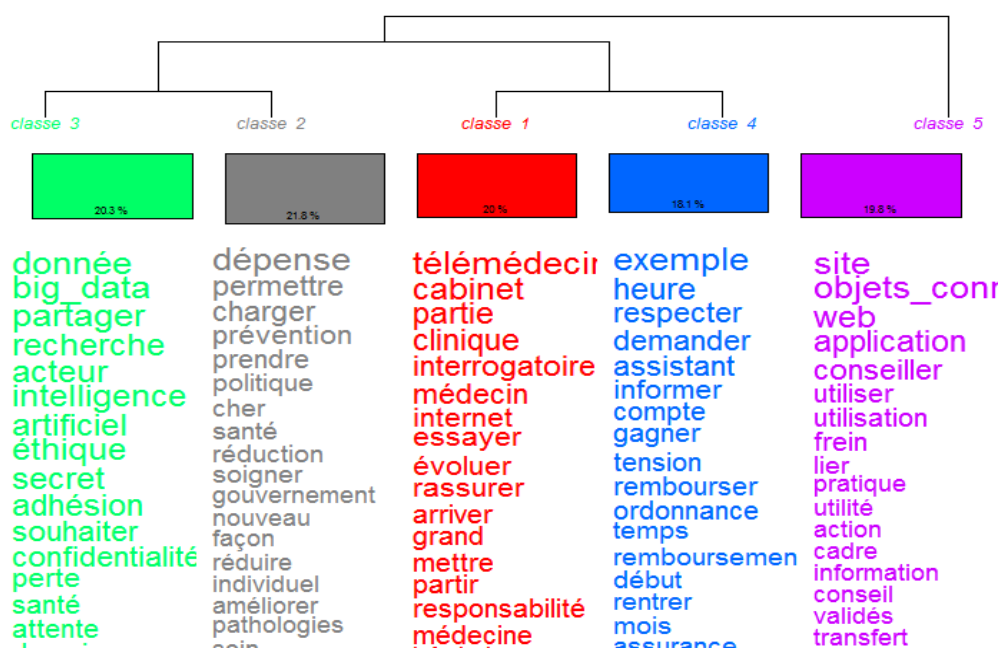 classe 3
classe 2
classe 1
classe 4
classe 5
20.3 %
21.8 %
20 %
18.1 %
19.8 %
donnée
big_data
partager
recherche
acteur
intelligence
artificiel
éthique
secret
adhésion
souhaiter
confidentialité
perte
santé
attente
dépense
permettre
charger
prévention
prendre
politique
cher
santé
réduction
soigner
gouvernement
nouveau
façon
réduire
individuel
améliorer
pathologies
soin
télémédecin
cabinet
partie
clinique
interrogatoire
médecin
internet
essayer
évoluer
rassurer
arriver
grand
mettre
partir
responsabilité
médecine
exemple
heure
respecter
demander
assistant
informer
compte
gagner
tension
rembourser
ordonnance
temps
remboursemen
début
rentrer
mois
assurance
site
objets_conn
web
application
conseiller
utiliser
utilisation
frein
lier
pratique
utilité
action
cadre
information
conseil
validés
transfert